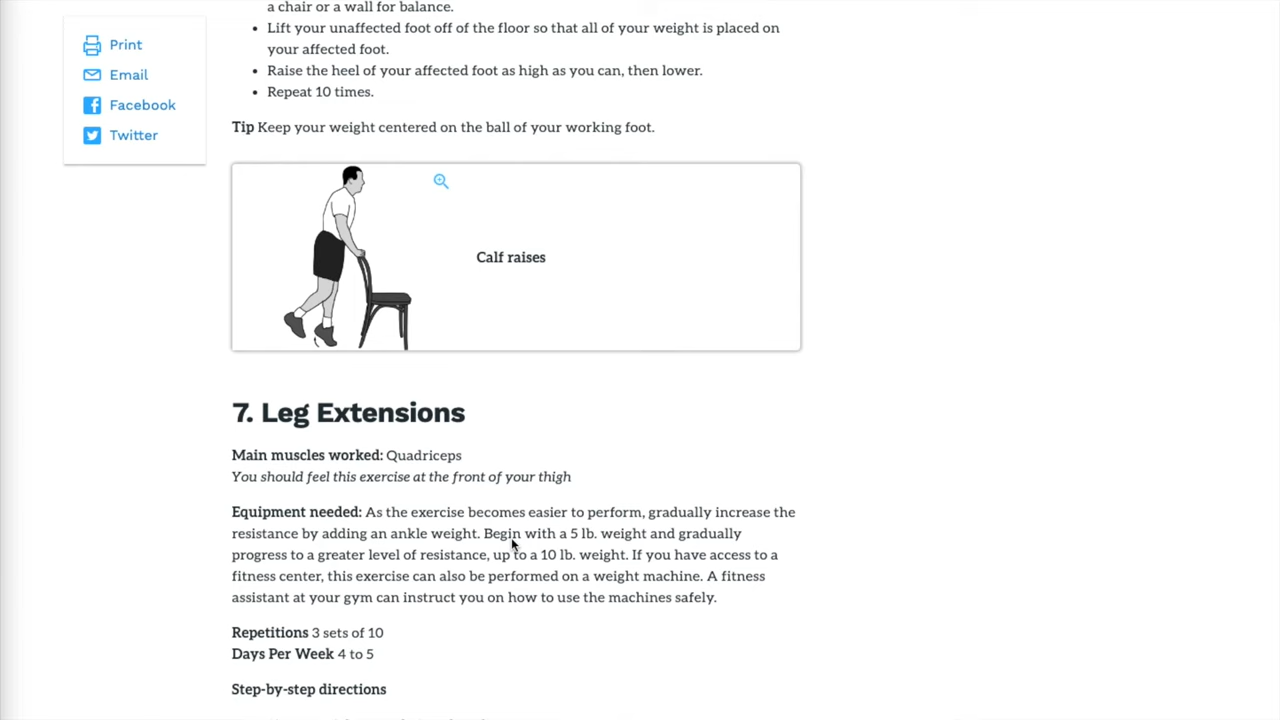 Print
Email
Facebook
Twitter
a chair or a wall for balance.
• Lift your unaffected foot off of the floor so that all of your weight is placed on
your affected foot.
• Raise the heel of your affected foot as high as you can, then lower.
• Repeat 10 times.
Tip Keep your weight centered on the ball of your working foot.
Calf raises
7. Leg Extensions
Main muscles worked: Quadriceps
You should feel this exercise at the front of your thigh
Equipment needed: As the exercise becomes easier to perform, gradually increase the
resistance by adding an ankle weight. Begin with a 5 lb. weight and gradually
progress to a greater level of resistance, up to a 10 lb. weight. If you have access to a
fitness center, this exercise can also be performed on a weight machine. A fitness
assistant at your gym can instruct you on how to use the machines safely.
Repetitions 3 sets of 10
Days Per Week 4 to 5
Step-by-step directions